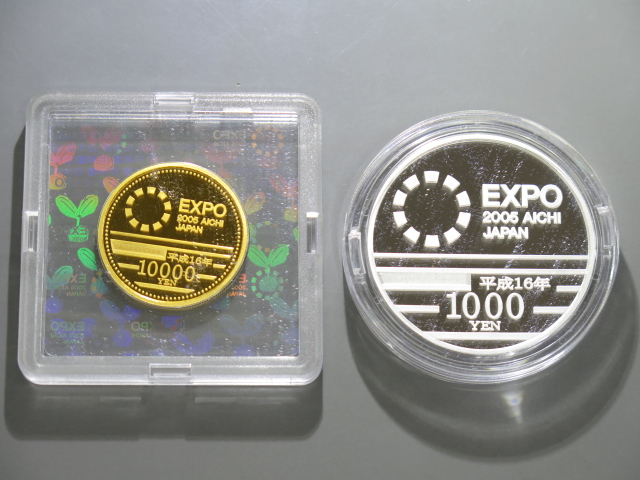 EXPO
2005 AICHI
JAPAN
平成16年
10000
YEN
EXPO
2005 AICHI
JAPAN
平成16年
1000
YEN